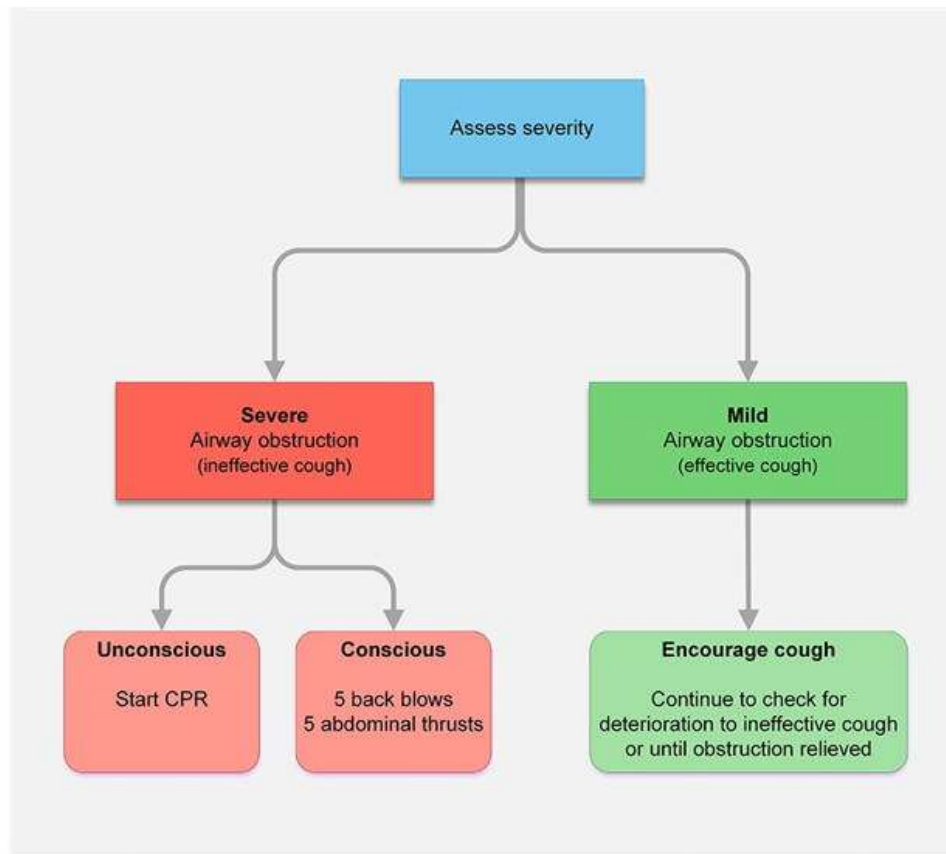 Assess severity
Severe
Airway obstruction
(ineffective cough)
Mild
Airway obstruction
(effective cough)
Unconscious
Start CPR
Conscious
5 back blows
5 abdominal thrusts
Encourage cough
Continue to check for
deterioration to ineffective cough
or until obstruction relieved